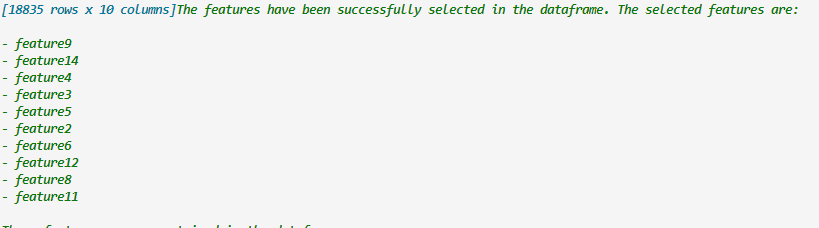 [18835 rows x 10 columns]The features have been successfully selected in the dataframe. The selected features are:
- feature9
- feature14
- feature4
- feature3
- feature5
- feature2
- feature6
- feature12
- feature8
- feature11